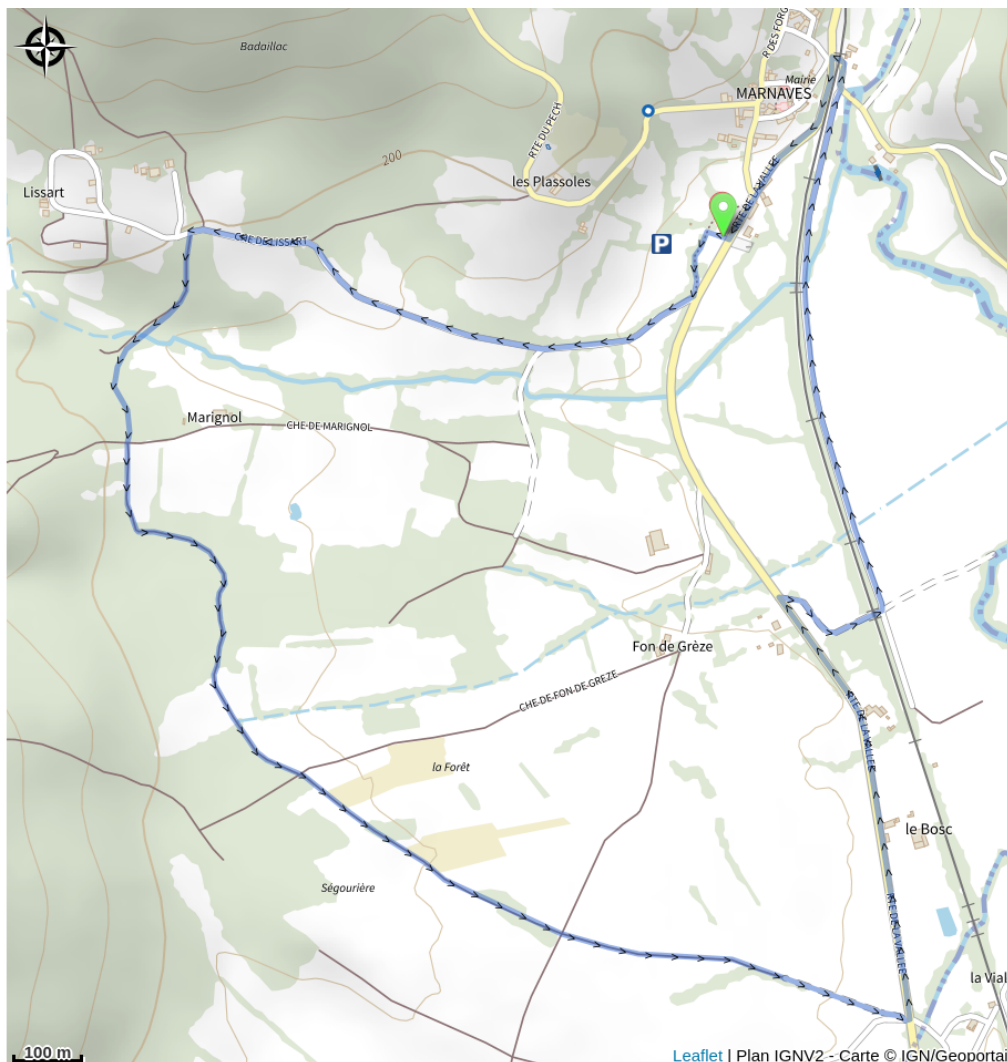 Badaillac
R DES FORG
Mairie
MARNAVES
RTE DU PECH
200
les Plassoles
Lissart
RTE DE LA VALLEE
P
CHE DE LISSART
Marignol
CHE DE MARIGNOL
Fon de Grèze
CHE DE FON DE GREZE
RTE DE LA VALLEE
la Forêt
le Bosc
Ségourière
RTE DE LA VALLEE
la Vial
100 m
Leaflet | Plan IGNV2 - Carte © IGN/Geoportai